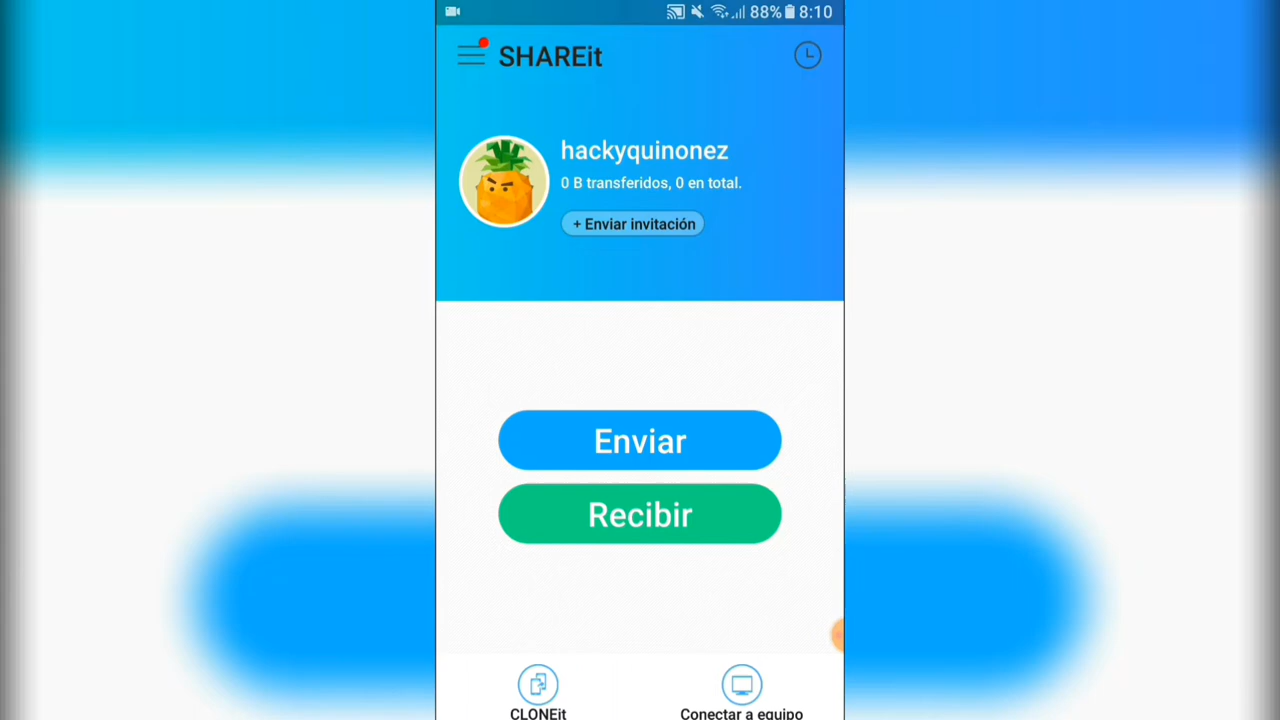 88% 8:10
SHAREit
hackyquinonez
0 B transferidos, 0 en total.
+ Enviar invitación
Enviar
Recibir
CLONEit
Conectar a equipo